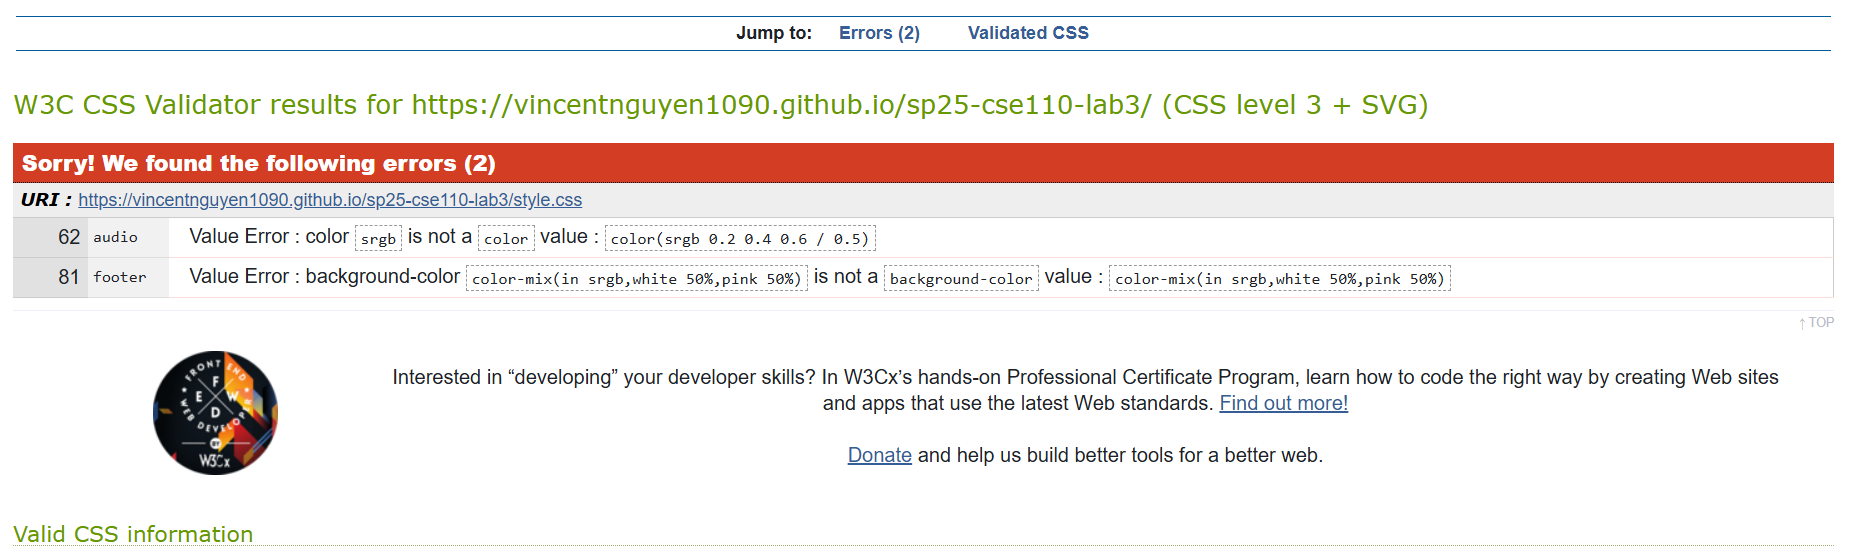 Jump to: Errors (2) Validated CSS
W3C CSS Validator results for https://vincentnguyen1090.github.io/sp25-cse110-lab3/ (CSS level 3 + SVG)
Sorry! We found the following errors (2)
URI : https://vincentnguyen1090.github.io/sp25-cse110-lab3/style.css
62 audio Value Error : color srgb is not a color value : color(srgb 0.2 0.4 0.6 / 0.5)
81 footer Value Error : background-color color-mix(in srgb,white 50%,pink 50%) is not a background-color value : color-mix(in srgb,white 50%,pink 50%)
↑ TOP
FRONT END
F
E W
D
WEB DEVELOPER
BY
W3Cx
Interested in “developing” your developer skills? In W3Cx’s hands-on Professional Certificate Program, learn how to code the right way by creating Web sites
and apps that use the latest Web standards. Find out more!
Donate and help us build better tools for a better web.
Valid CSS information